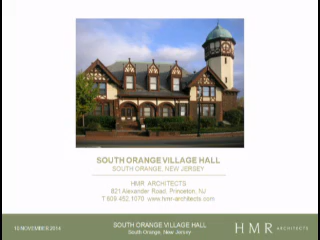 SOUTH ORANGE VILLAGE HALL
SOUTH ORANGE, NEW JERSEY
HMR ARCHITECTS
821 Alexander Road, Princeton, NJ
T 609.452.1070 www.hmr-architects.com
18 NOVEMBER 2014
SOUTH ORANGE VILLAGE HALL
South Orange, New Jersey
HMR ARCHITECTS